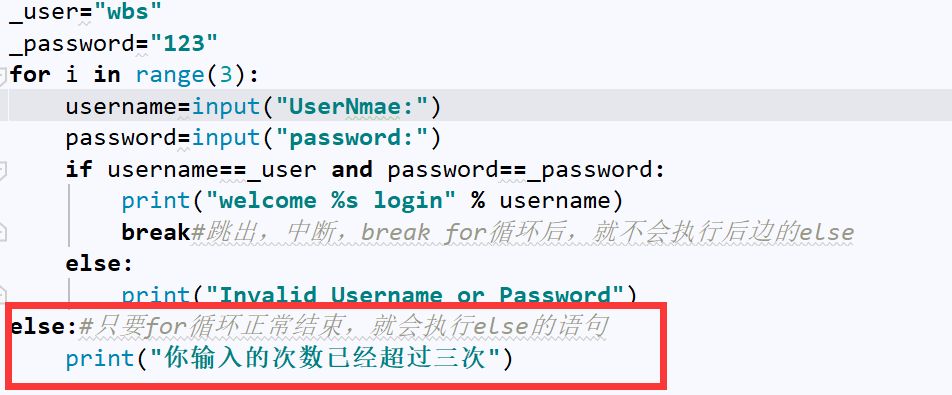 _user="wbs"
_password="123"
for i in range(3):
    username=input("UserNmae:")
    password=input("password:")
    if username==_user and password==_password:
        print("welcome %s login" % username)
        break#跳出，中断，break for循环后，就不会执行后边的else
    else:
        print("Invalid Username or Password")
else:#只要for循环正常结束，就会执行else的语句
    print("你输入的次数已经超过三次")